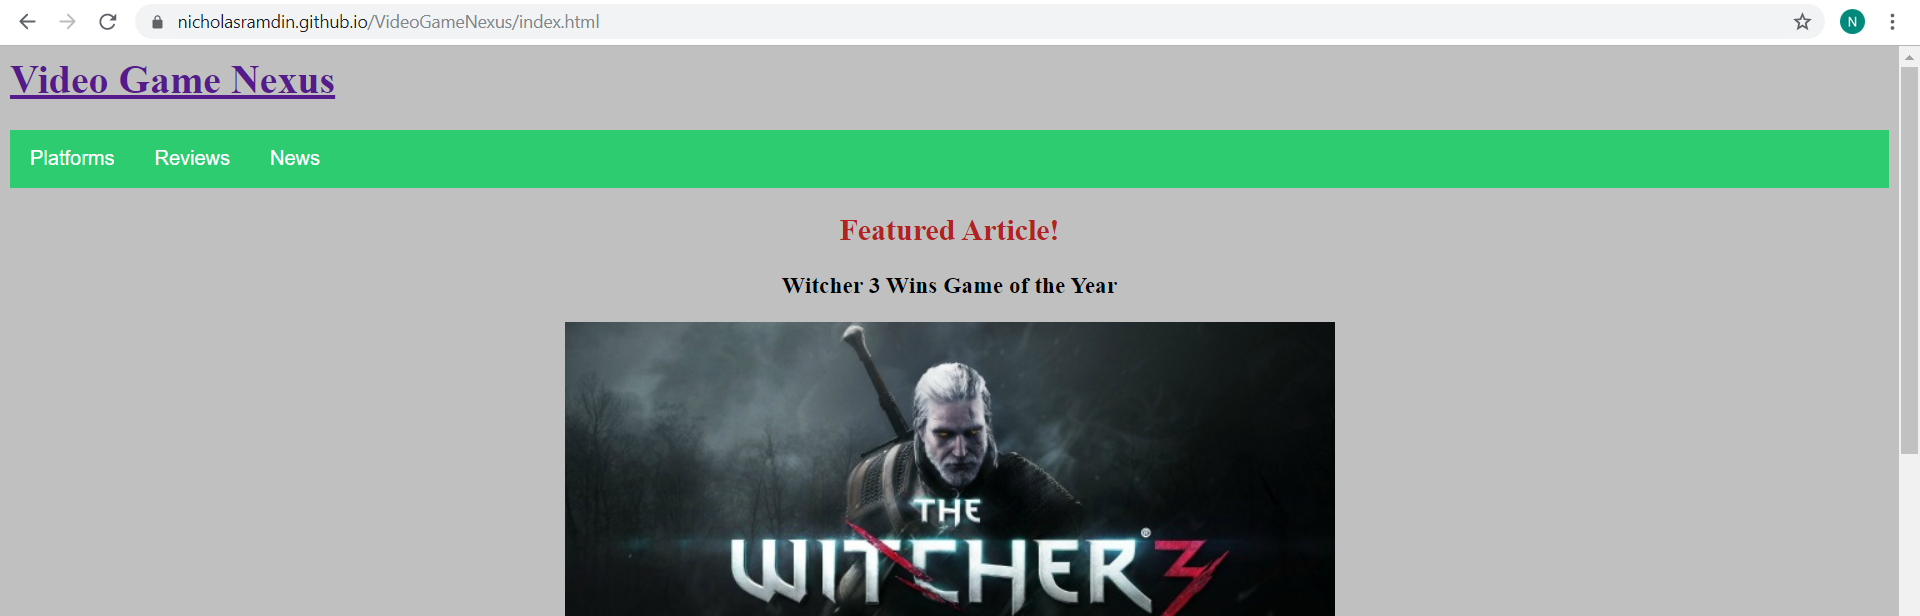 nicholasramdin.github.io/VideoGameNexus/index.html
N
Video Game Nexus
Platforms Reviews News
Featured Article!
Witcher 3 Wins Game of the Year
THE
WITCHER® 3